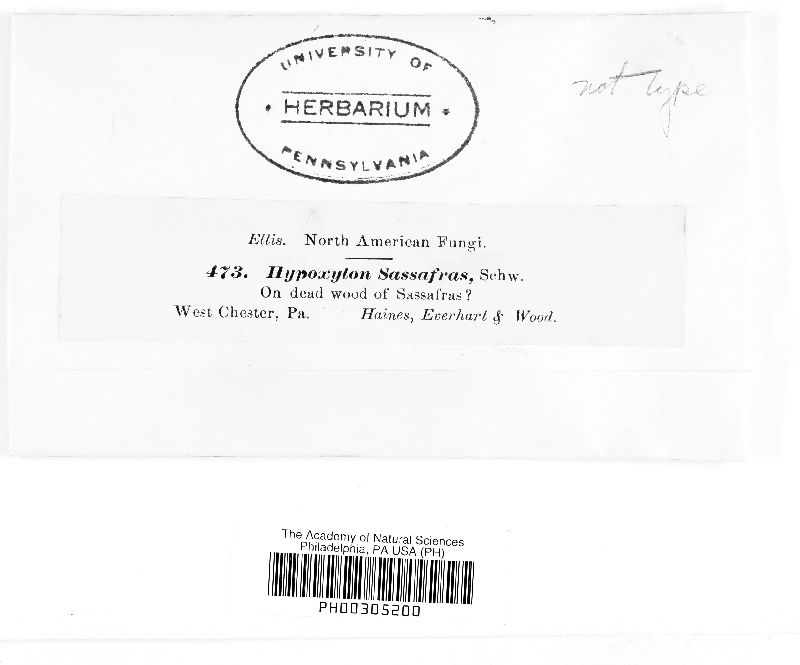 UNIVERSITY OF
HERBARIUM
PENNSYLVANIA
not type
Ellis. North American Fungi.
473. Hypoxylon Sassafras, Schw.
On dead wood of Sassafras?
West Chester, Pa. Haines, Everhart & Wood.
The Academy of Natural Sciences
Philadelphia, PA USA (PH)
PH00305200